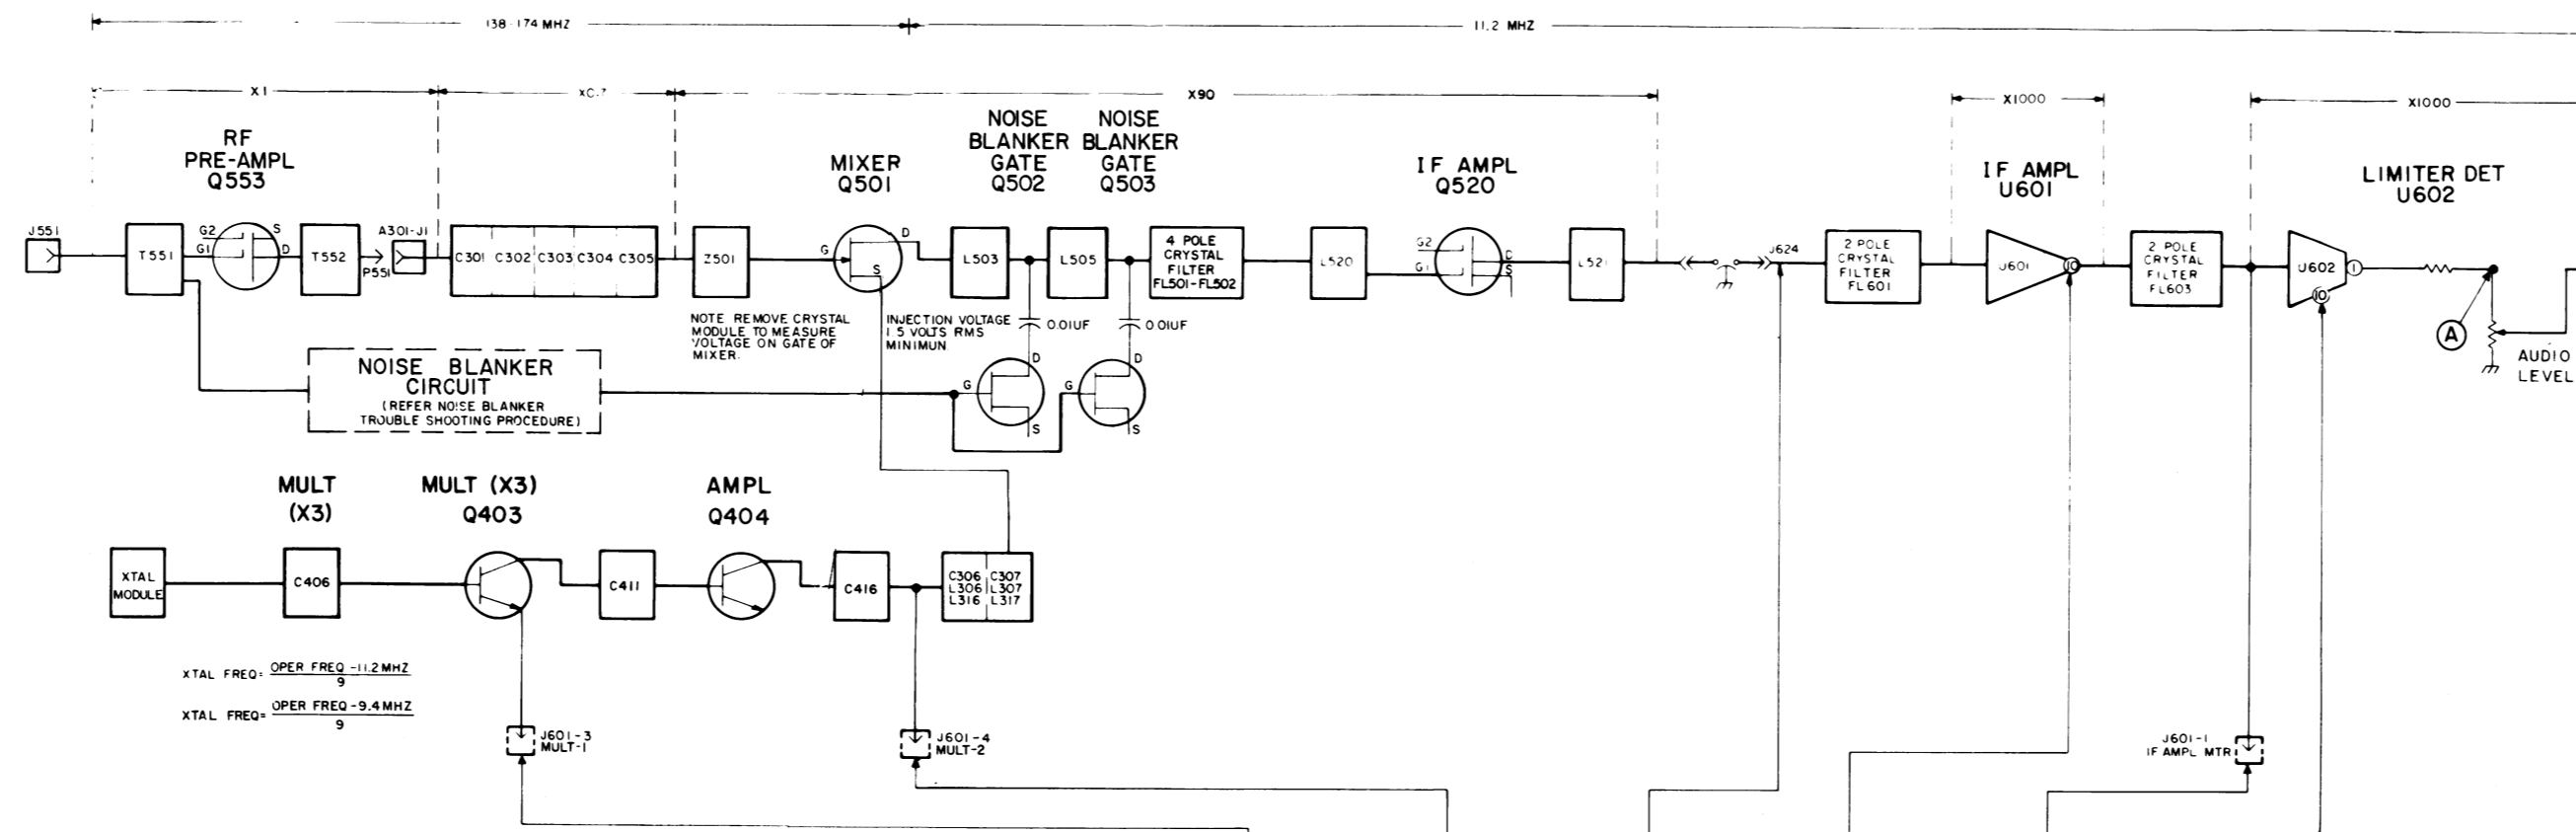 138-174 MHZ
11.2 MHZ
X1
X90
X1000
X1000
RF
PRE-AMPL
Q553
MIXER
Q501
NOISE
BLANKER
GATE
Q502
NOISE
BLANKER
GATE
Q503
IF AMPL
Q520
IF AMPL
U601
LIMITER DET
U602
J551
T551
G2
G1
S
D
T552
P551
A301-J1
C301
C302
C303
C304
C305
Z501
G
D
S
L503
L505
4 POLE
CRYSTAL
FILTER
FL501-FL502
L520
G2
G1
D
S
L521
J624
2 POLE
CRYSTAL
FILTER
FL601
U601
10
2 POLE
CRYSTAL
FILTER
FL603
U602
1
10
A
AUDIO
LEVEL
NOTE REMOVE CRYSTAL
MODULE TO MEASURE
VOLTAGE ON GATE OF
MIXER.
INJECTION VOLTAGE
1.5 VOLTS RMS
MINIMUN
0.01UF
0.01UF
D
G
S
D
G
S
NOISE BLANKER
CIRCUIT
(REFER NOISE BLANKER
TROUBLE SHOOTING PROCEDURE)
MULT
(X3)
MULT (X3)
Q403
AMPL
Q404
XTAL
MODULE
C406
C411
C416
C306 C307
L306 L307
L316 L317
XTAL FREQ= OPER FREQ -11.2MHZ
9
XTAL FREQ= OPER FREQ -9.4MHZ
9
J601-3
MULT-1
J601-4
MULT-2
J601-1
IF AMPL MTR